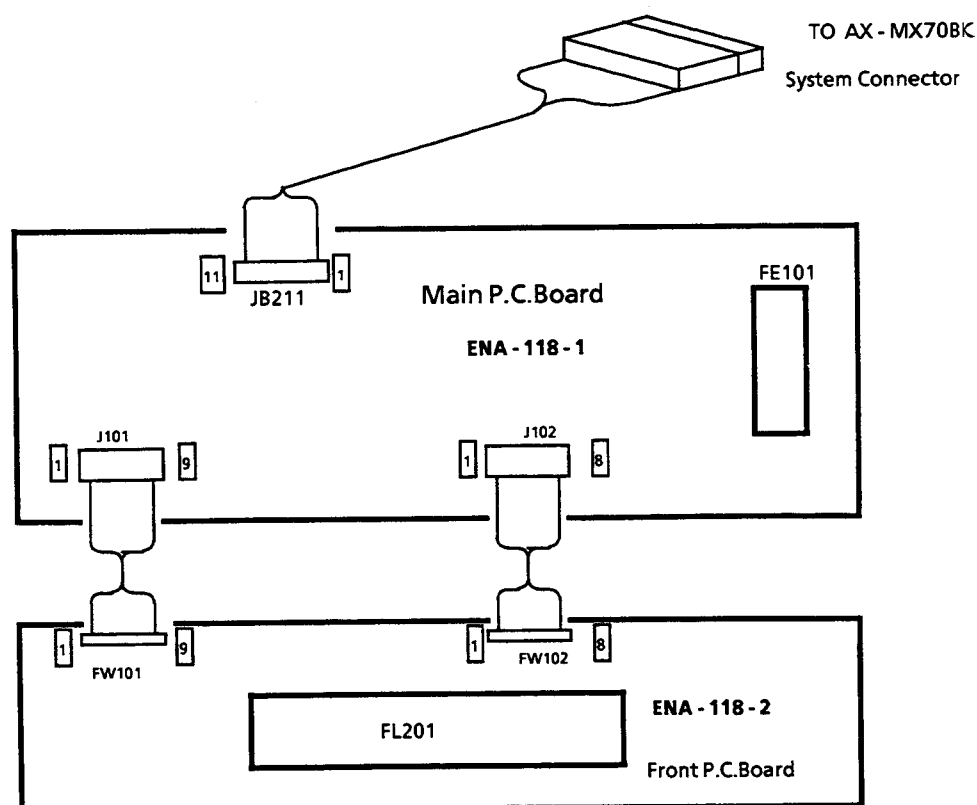 TO AX - MX70BK
System Connector
11
1
JB211
Main P.C.Board
FE101
ENA - 118 - 1
J101
1
9
J102
1
8
1
9
FW101
1
8
FW102
ENA - 118 - 2
FL201
Front P.C.Board